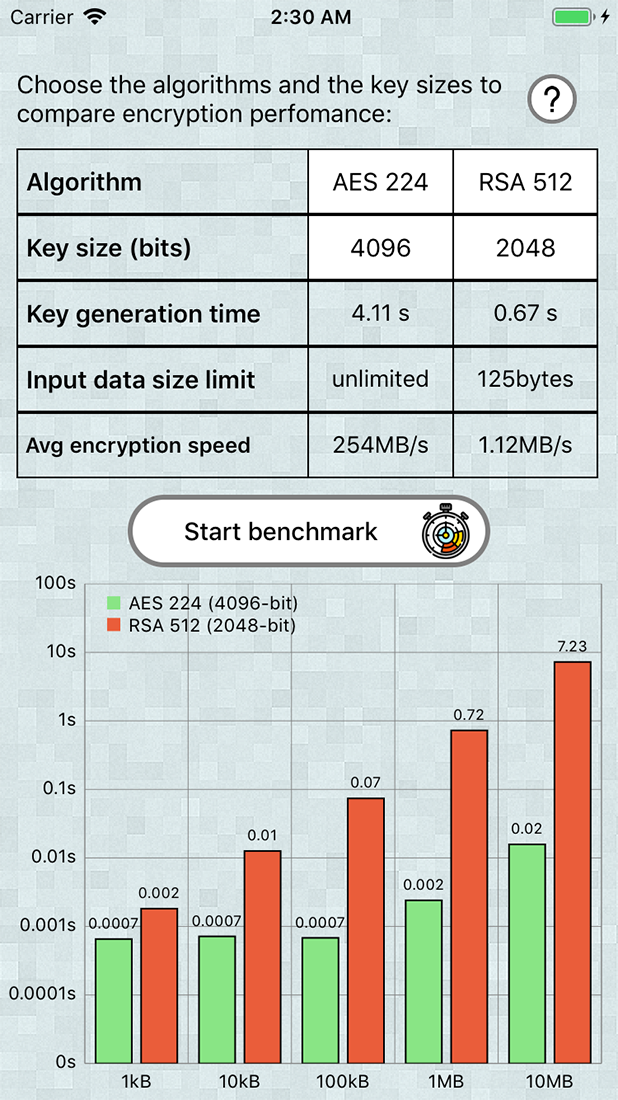 Carrier 2:30 AM
Choose the algorithms and the key sizes to
compare encryption perfomance:
?
Algorithm AES 224 RSA 512
Key size (bits) 4096 2048
Key generation time 4.11 s 0.67 s
Input data size limit unlimited 125bytes
Avg encryption speed 254MB/s 1.12MB/s
Start benchmark
100s
AES 224 (4096-bit)
RSA 512 (2048-bit)
10s
7.23
1s
0.72
0.1s
0.07
0.01s
0.01
0.02
0.001s
0.0007 0.002 0.0007 0.0007 0.002
0.0001s
0s
1kB 10kB 100kB 1MB 10MB